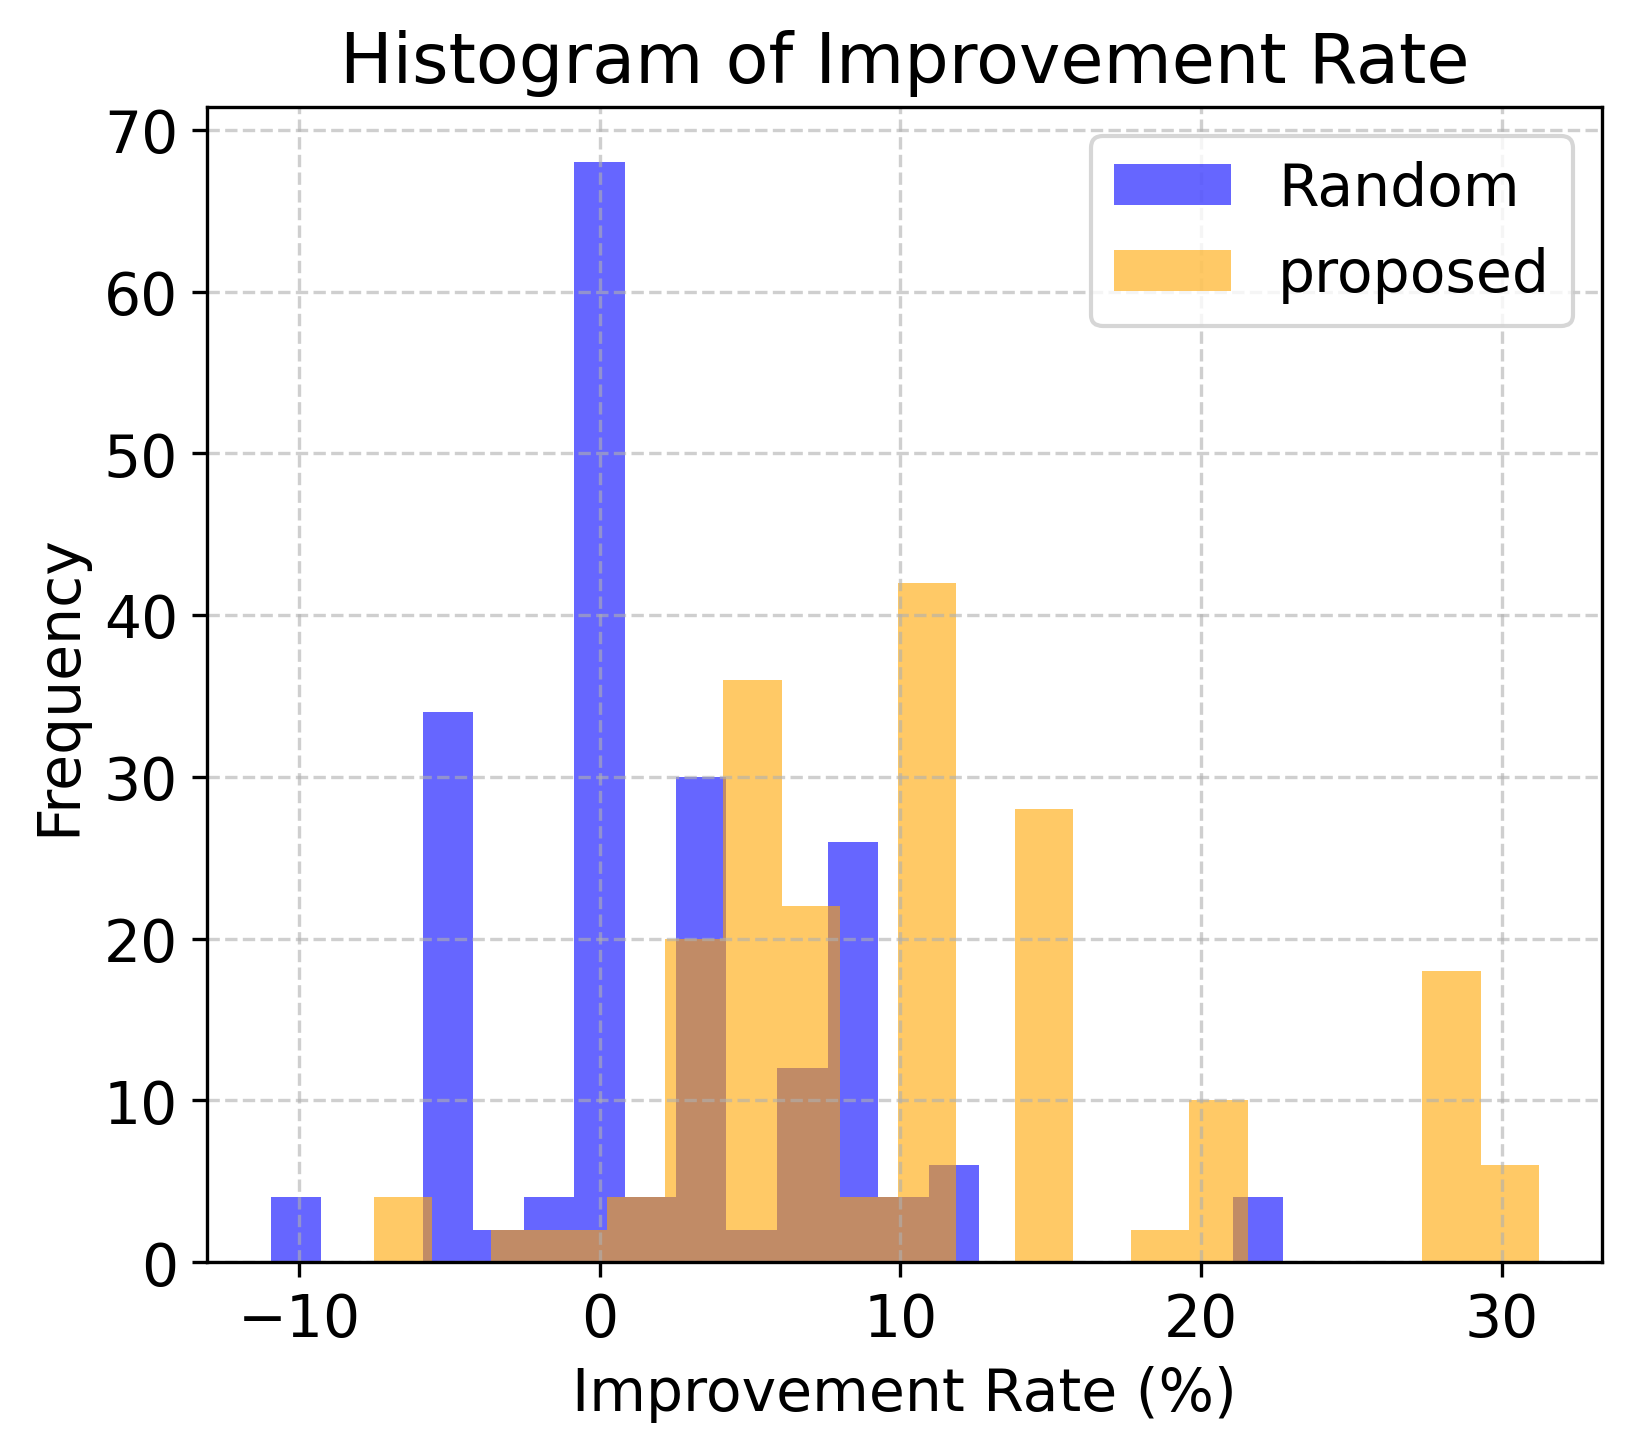 Histogram of Improvement Rate
70
60
50
40
30
20
10
0
Frequency
Random
proposed
−10 0 10 20 30
Improvement Rate (%)